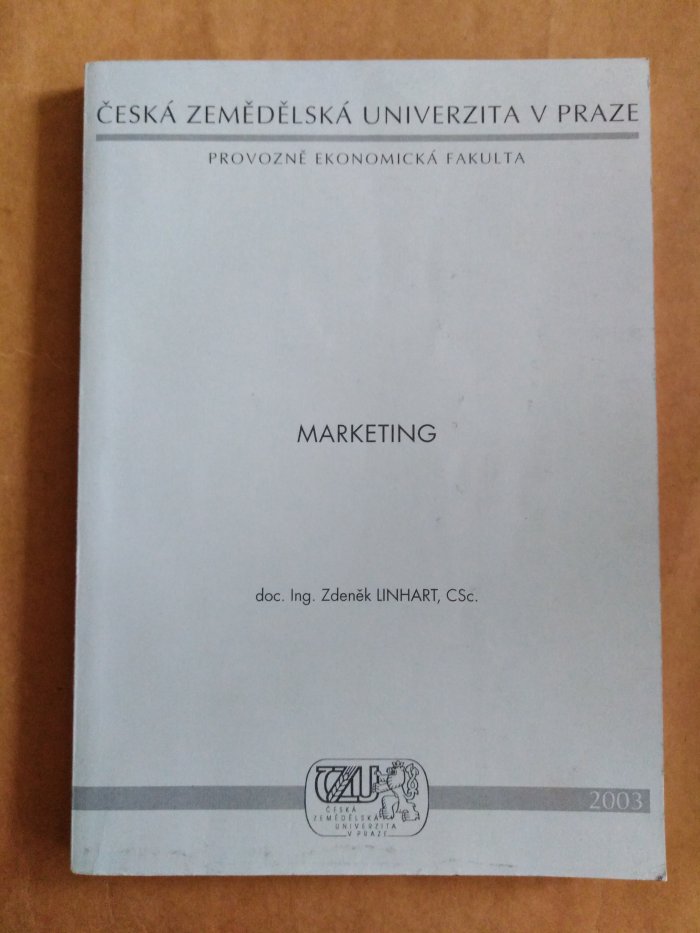 ČESKÁ ZEMĚDĚLSKÁ UNIVERZITA V PRAZE
PROVOZNĚ EKONOMICKÁ FAKULTA
MARKETING
doc. Ing. Zdeněk LINHART, CSc.
ČZU
ČESKÁ
ZEMĚDĚLSKÁ
UNIVERZITA
V PRAZE
2003